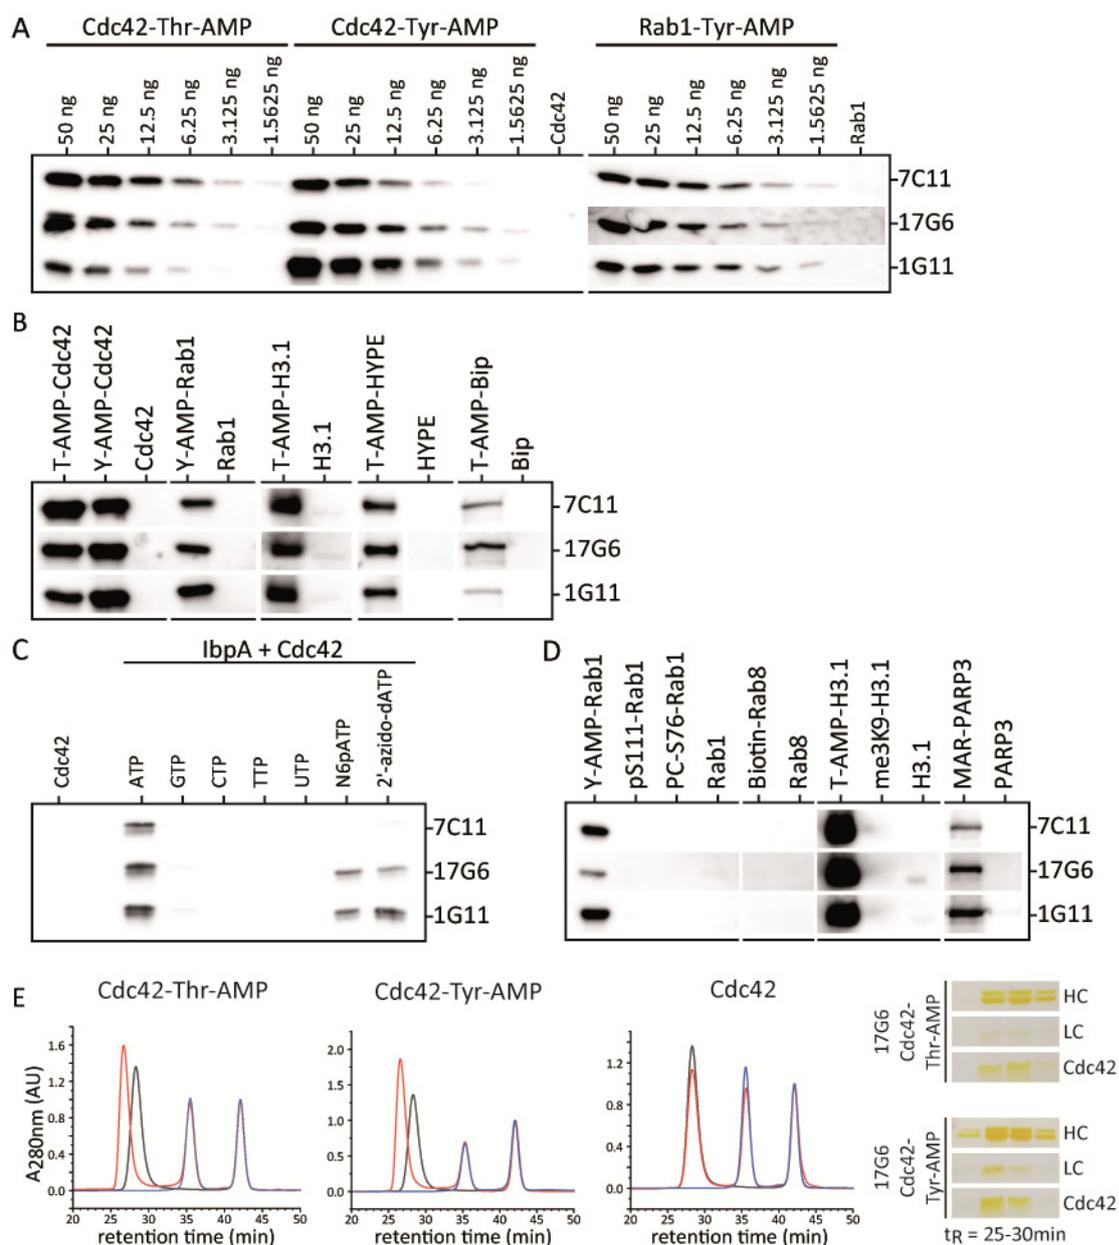 A
Cdc42-Thr-AMP Cdc42-Tyr-AMP Rab1-Tyr-AMP
50 ng 25 ng 12.5 ng 6.25 ng 3.125 ng 1.5625 ng 50 ng 25 ng 12.5 ng 6.25 ng 3.125 ng 1.5625 ng Cdc42 50 ng 25 ng 12.5 ng 6.25 ng 3.125 ng 1.5625 ng Rab1
7C11
17G6
1G11
B
T-AMP-Cdc42 Y-AMP-Cdc42 Cdc42 Y-AMP-Rab1 Rab1 T-AMP-H3.1 H3.1 T-AMP-HYPE HYPE T-AMP-Bip Bip
7C11
17G6
1G11
C
IbpA + Cdc42
Cdc42 ATP GTP CTP TTP UTP N6pATP 2'-azido-dATP
7C11
17G6
1G11
D
Y-AMP-Rab1 pS111-Rab1 PC-S76-Rab1 Rab1 Biotin-Rab8 Rab8 T-AMP-H3.1 me3K9-H3.1 H3.1 MAR-PARP3 PARP3
7C11
17G6
1G11
E
Cdc42-Thr-AMP
A280nm (AU)
1.6
1.2
0.8
0.4
0.0
20 25 30 35 40 45 50
retention time (min)
Cdc42-Tyr-AMP
2.0
1.5
1.0
0.5
0.0
20 25 30 35 40 45 50
retention time (min)
Cdc42
1.2
0.8
0.4
0.0
20 25 30 35 40 45 50
retention time (min)
17G6
Cdc42-
Thr-AMP
HC
LC
Cdc42
17G6
Cdc42-
Tyr-AMP
HC
LC
Cdc42
tR = 25-30min